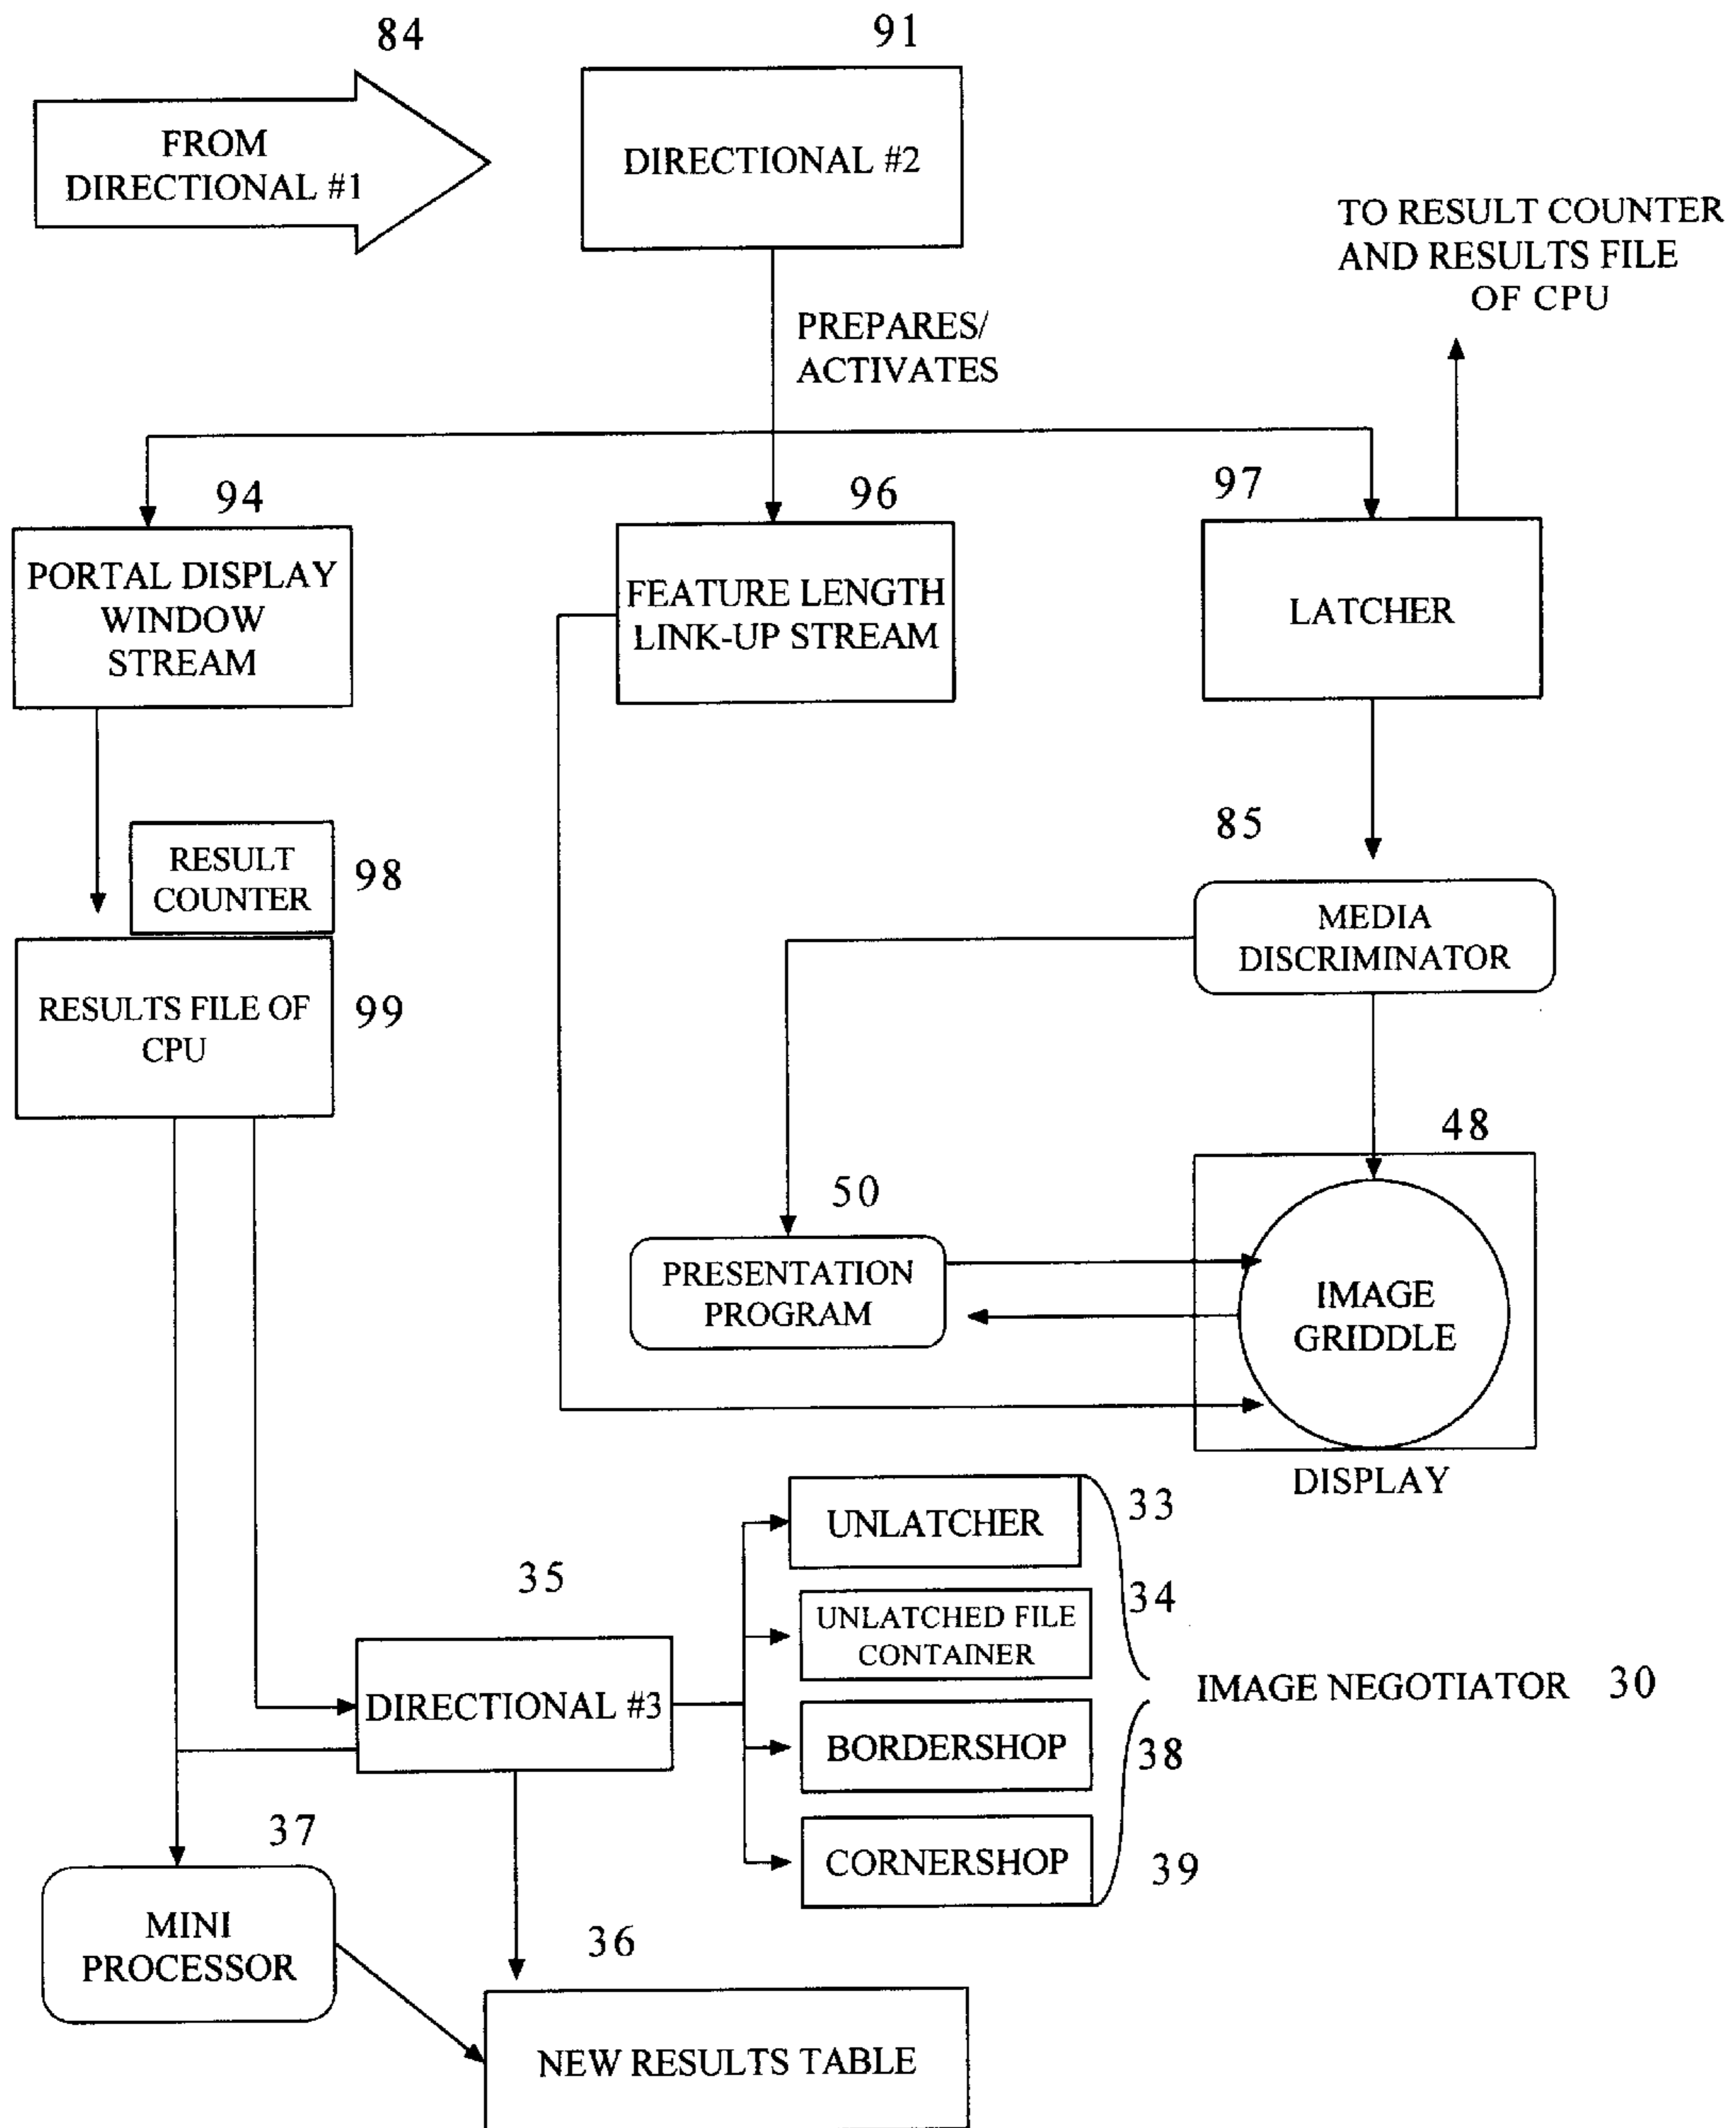 84
91
FROM
DIRECTIONAL #1
DIRECTIONAL #2
TO RESULT COUNTER
AND RESULTS FILE
OF CPU
PREPARES/
ACTIVATES
94
96
97
PORTAL DISPLAY
WINDOW
STREAM
FEATURE LENGTH
LINK-UP STREAM
LATCHER
85
RESULT
COUNTER
98
MEDIA
DISCRIMINATOR
RESULTS FILE OF
CPU
99
48
50
PRESENTATION
PROGRAM
IMAGE
GRIDDLE
DISPLAY
UNLATCHER
33
35
34
UNLATCHED FILE
CONTAINER
DIRECTIONAL #3
IMAGE NEGOTIATOR 30
BORDERSHOP
38
37
CORNERSHOP
39
MINI
PROCESSOR
36
NEW RESULTS TABLE